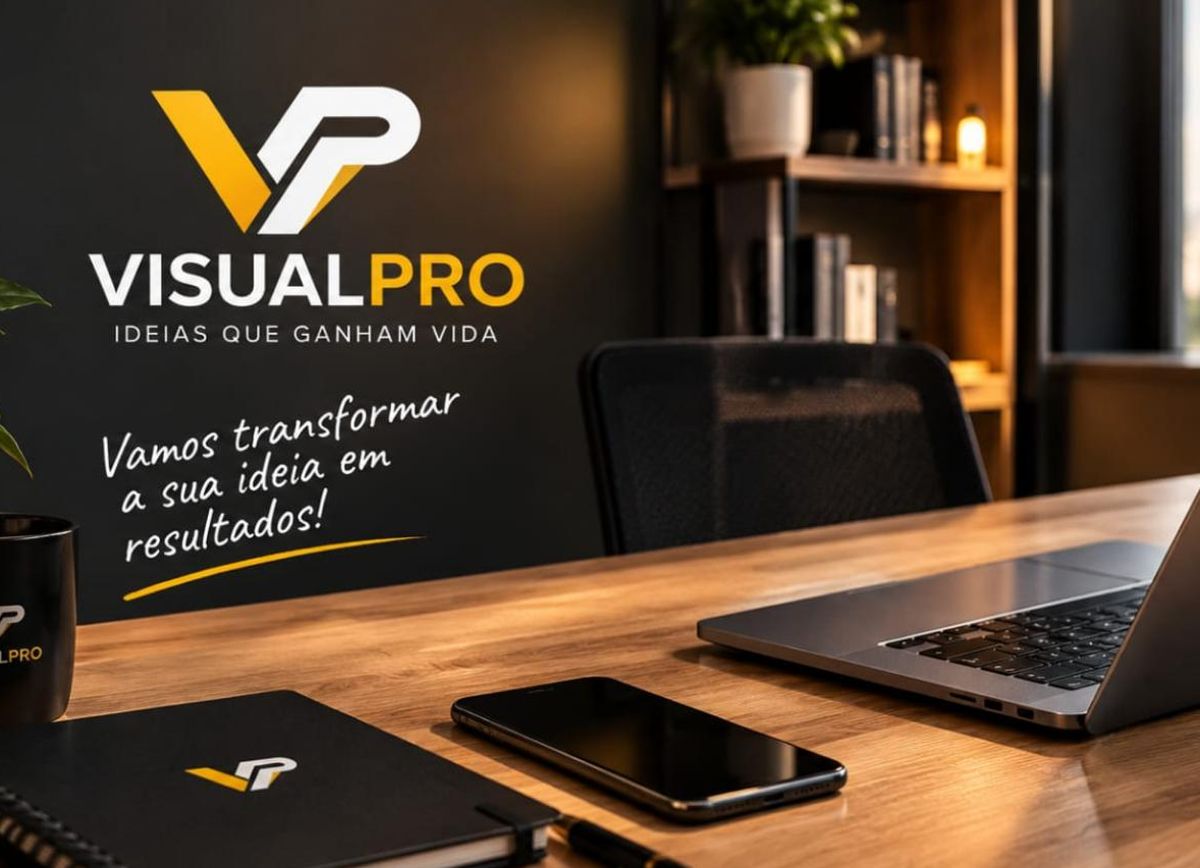 VP
VISUALPRO
IDEIAS QUE GANHAM VIDA
Vamos transformar
a sua ideia em
resultados!
VP
LPRO
VP